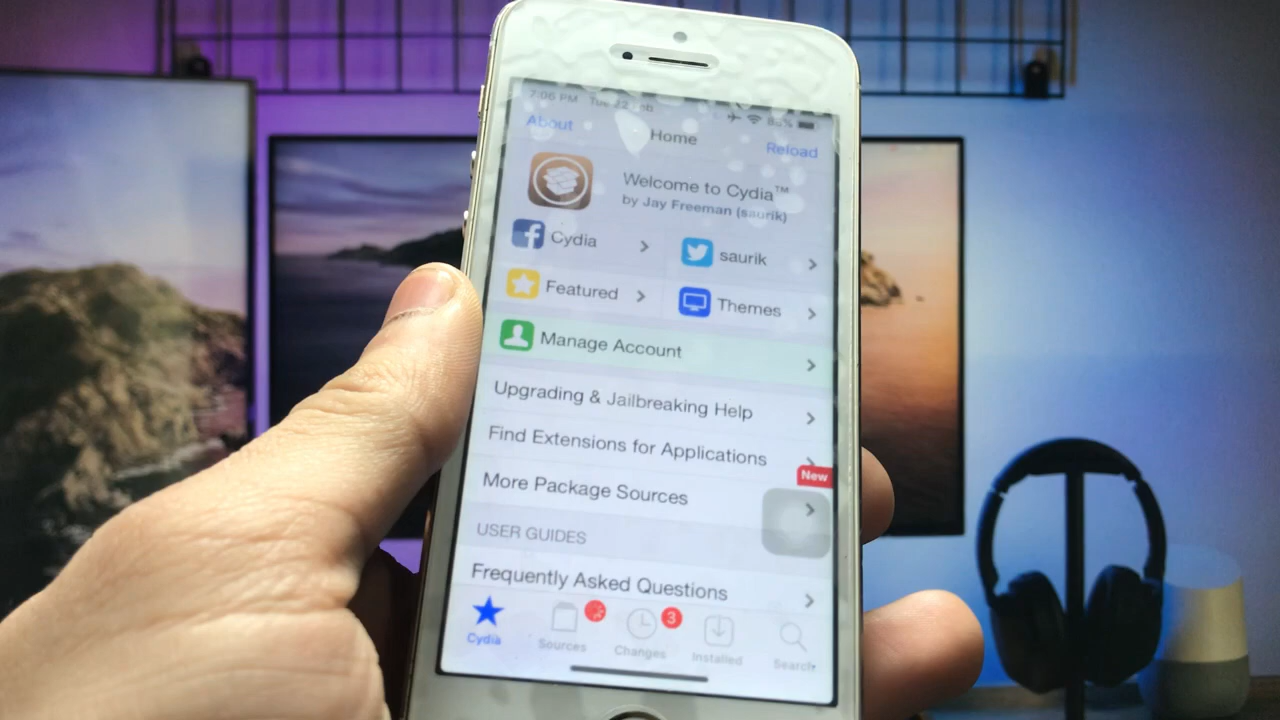 7:06 PM Tue 22 Feb 86%
About Home Reload
Welcome to Cydia™
by Jay Freeman (saurik)
Cydia saurik
Featured Themes
Manage Account
Upgrading & Jailbreaking Help
Find Extensions for Applications
New
More Package Sources
USER GUIDES
Frequently Asked Questions
3
Cydia Sources Changes Installed Search